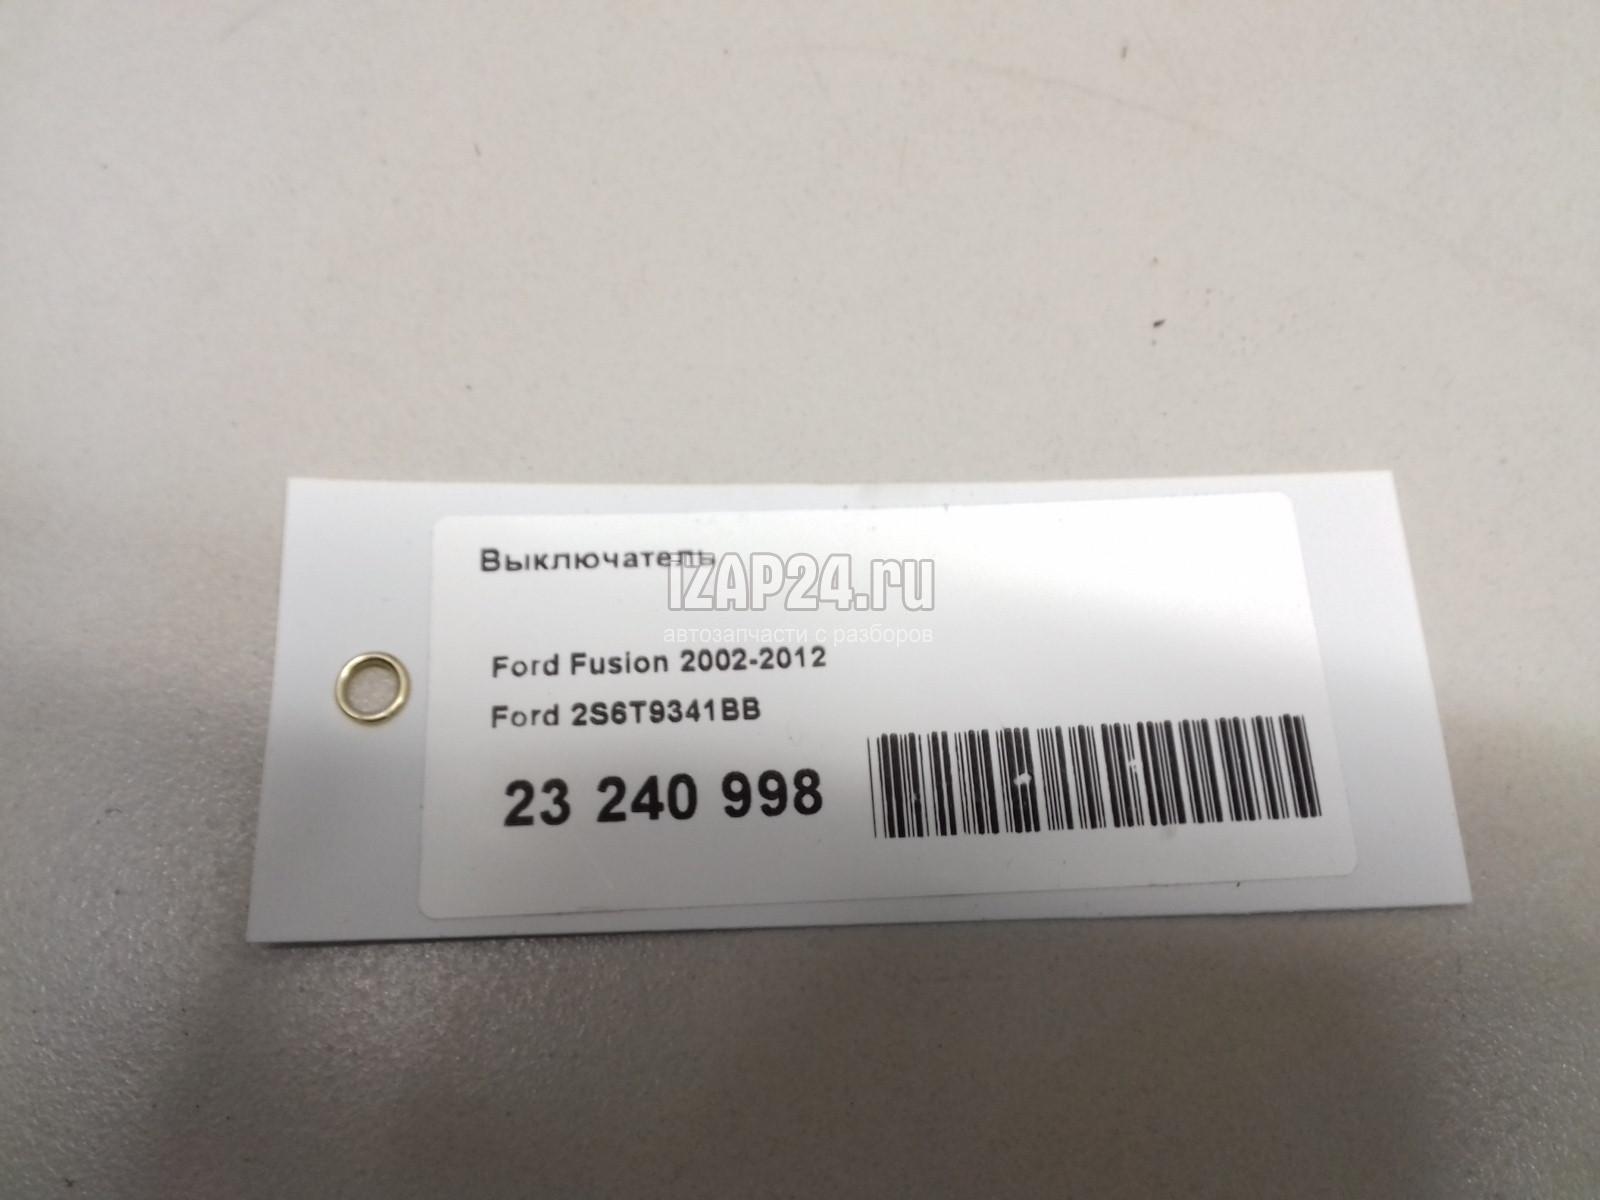 Выключатель
IZAP24.ru
автозапчасти с разборов
Ford Fusion 2002-2012
Ford 2S6T9341BB
23 240 998